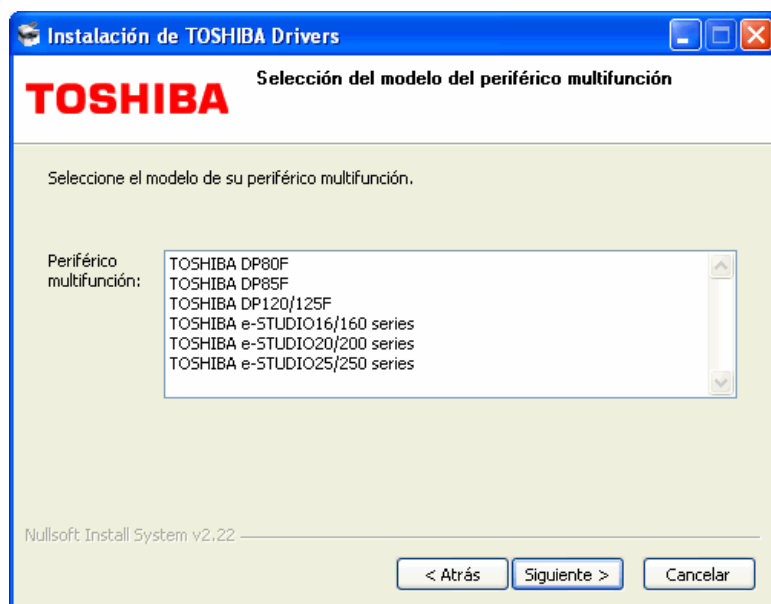 Instalación de TOSHIBA Drivers
TOSHIBA
Selección del modelo del periférico multifunción
Seleccione el modelo de su periférico multifunción.
Periférico
multifunción:
TOSHIBA DP80F
TOSHIBA DP85F
TOSHIBA DP120/125F
TOSHIBA e-STUDIO16/160 series
TOSHIBA e-STUDIO20/200 series
TOSHIBA e-STUDIO25/250 series
Nullsoft Install System v2.22
< Atrás
Siguiente >
Cancelar